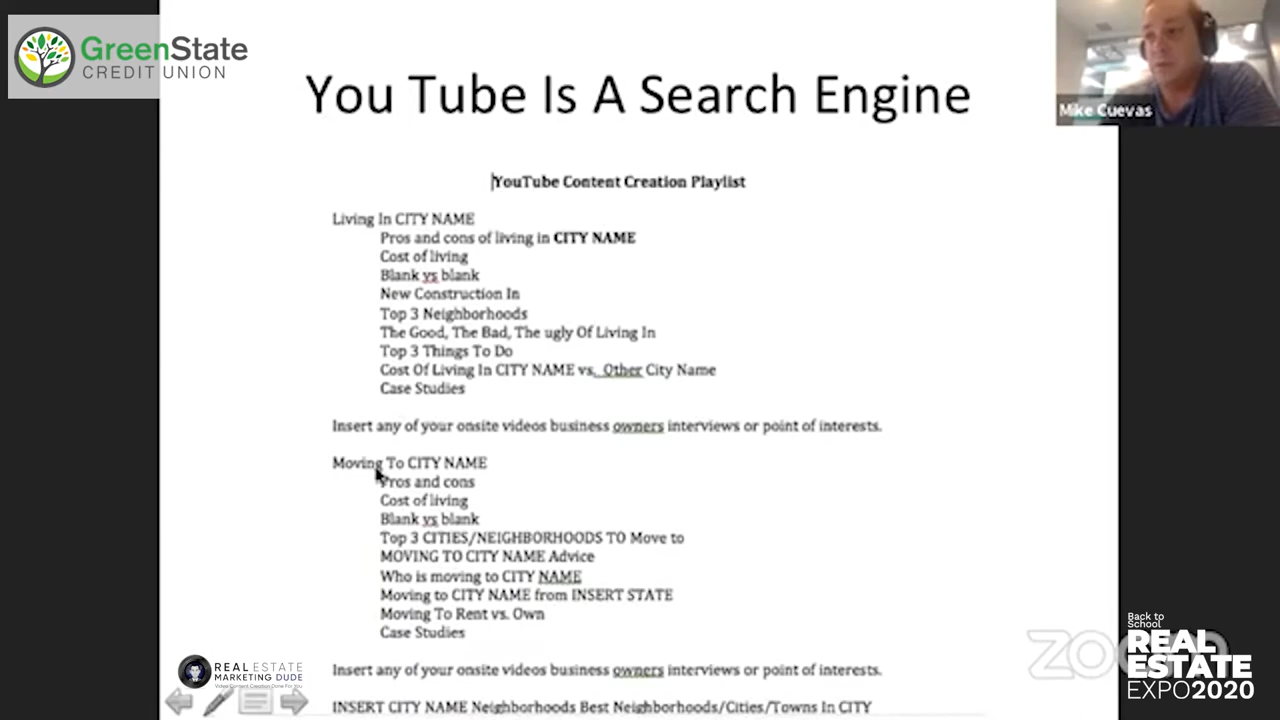 GreenState
CREDIT UNION
You Tube Is A Search Engine
Mike Cuevas
YouTube Content Creation Playlist
Living In CITY NAME
Pros and cons of living in CITY NAME
Cost of living
Blank vs blank
New Construction In
Top 3 Neighborhoods
The Good, The Bad, The ugly Of Living In
Top 3 Things To Do
Cost Of Living In CITY NAME vs. Other City Name
Case Studies
Insert any of your onsite videos business owners interviews or point of interests.
Moving To CITY NAME
Pros and cons
Cost of living
Blank vs blank
Top 3 CITIES/NEIGHBORHOODS TO Move to
MOVING TO CITY NAME Advice
Who is moving to CITY NAME
Moving to CITY NAME from INSERT STATE
Moving To Rent vs. Own
Case Studies
Insert any of your onsite videos business owners interviews or point of interests.
INSERT CITY NAME Neighborhoods Best Neighborhoods/Cities/Towns In CITY
REAL ESTATE
MARKETING DUDE
Video Content Creation Done For You
Back to
School
REAL
ESTATE
EXPO2020